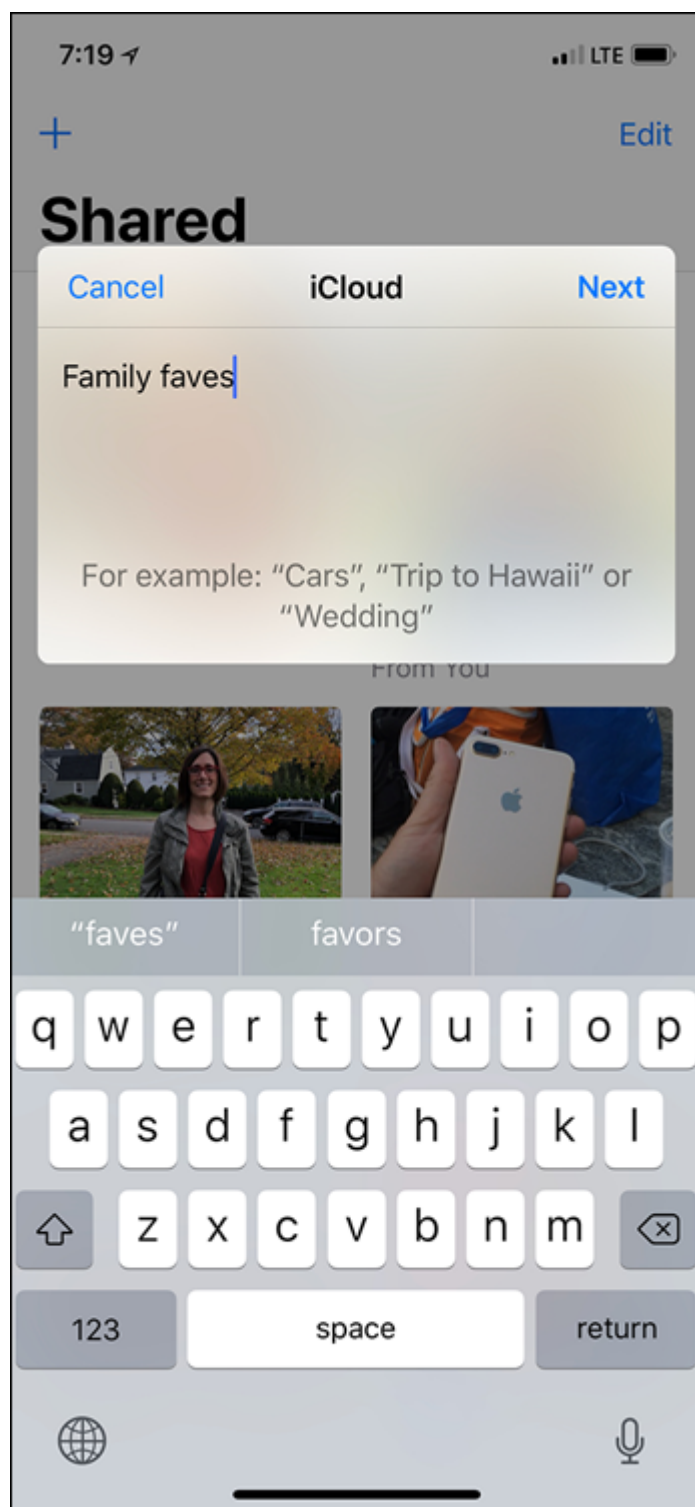 7:19 LTE
+ Edit
Shared
Cancel iCloud Next
Family faves
For example: “Cars”, “Trip to Hawaii” or
“Wedding”
From You
“faves” favors
q w e r t y u i o p
a s d f g h j k l
z x c v b n m
123 space return